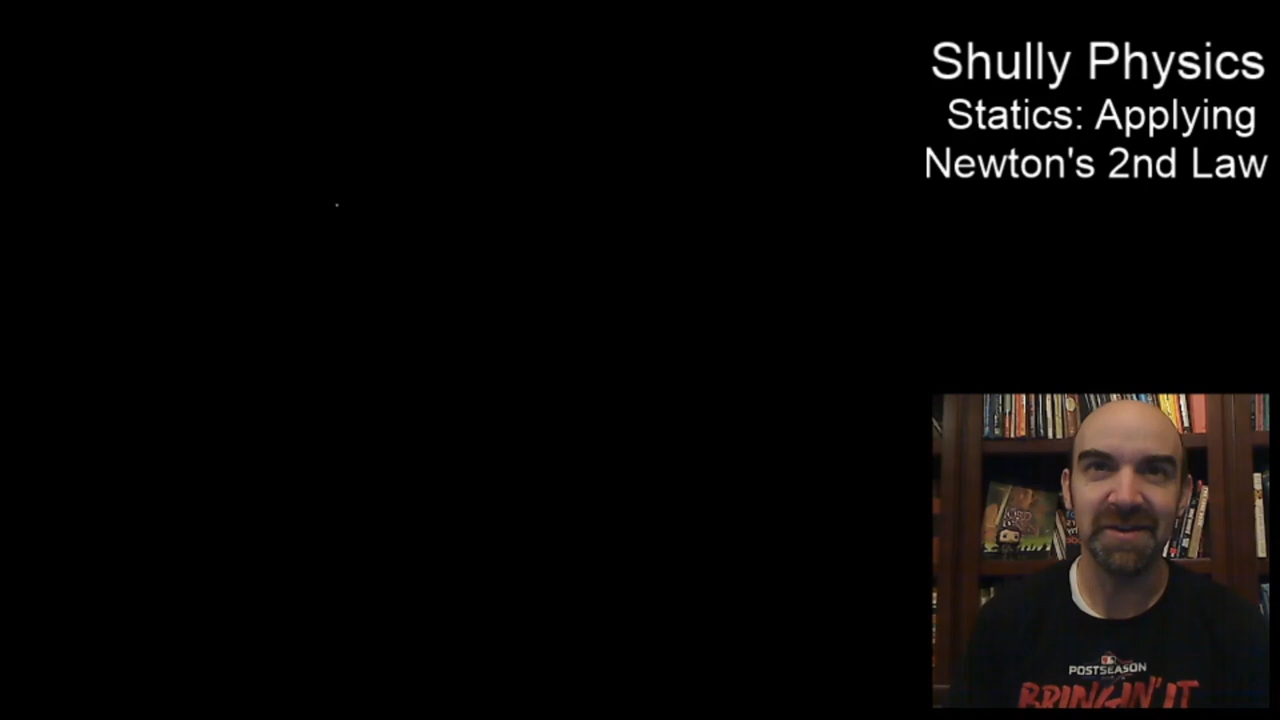 Shully Physics
Statics: Applying
Newton's 2nd Law
POSTSEASON
BRINGIN' IT